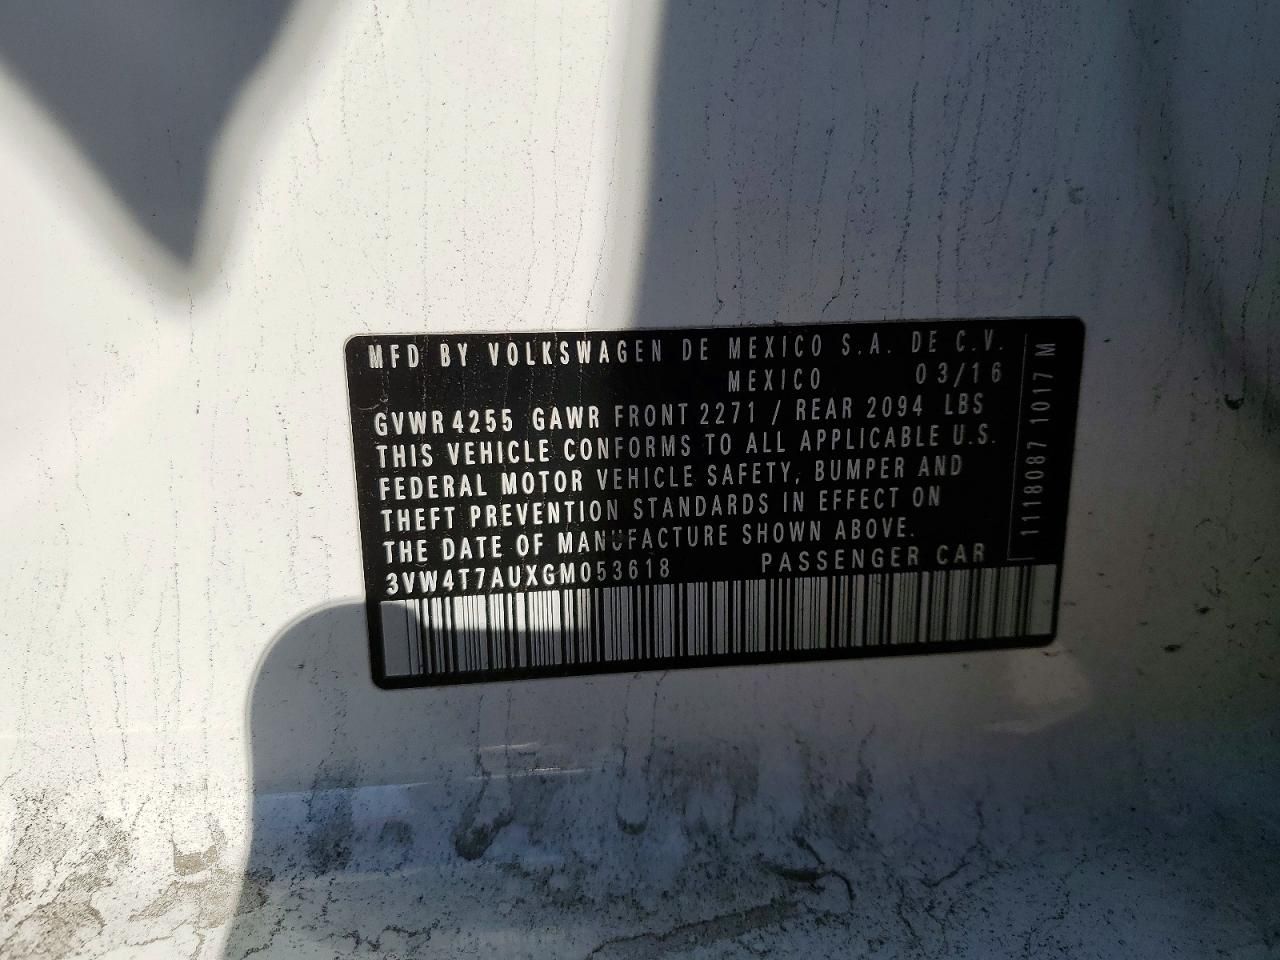 MFD BY VOLKSWAGEN DE MEXICO S.A. DE C.V.
MEXICO 03/16
GVWR 4255 GAWR FRONT 2271 / REAR 2094 LBS
THIS VEHICLE CONFORMS TO ALL APPLICABLE U.S.
FEDERAL MOTOR VEHICLE SAFETY, BUMPER AND
THEFT PREVENTION STANDARDS IN EFFECT ON
THE DATE OF MANUFACTURE SHOWN ABOVE.
3VW4T7AUXGM053618 PASSENGER CAR
1118087 1017 M